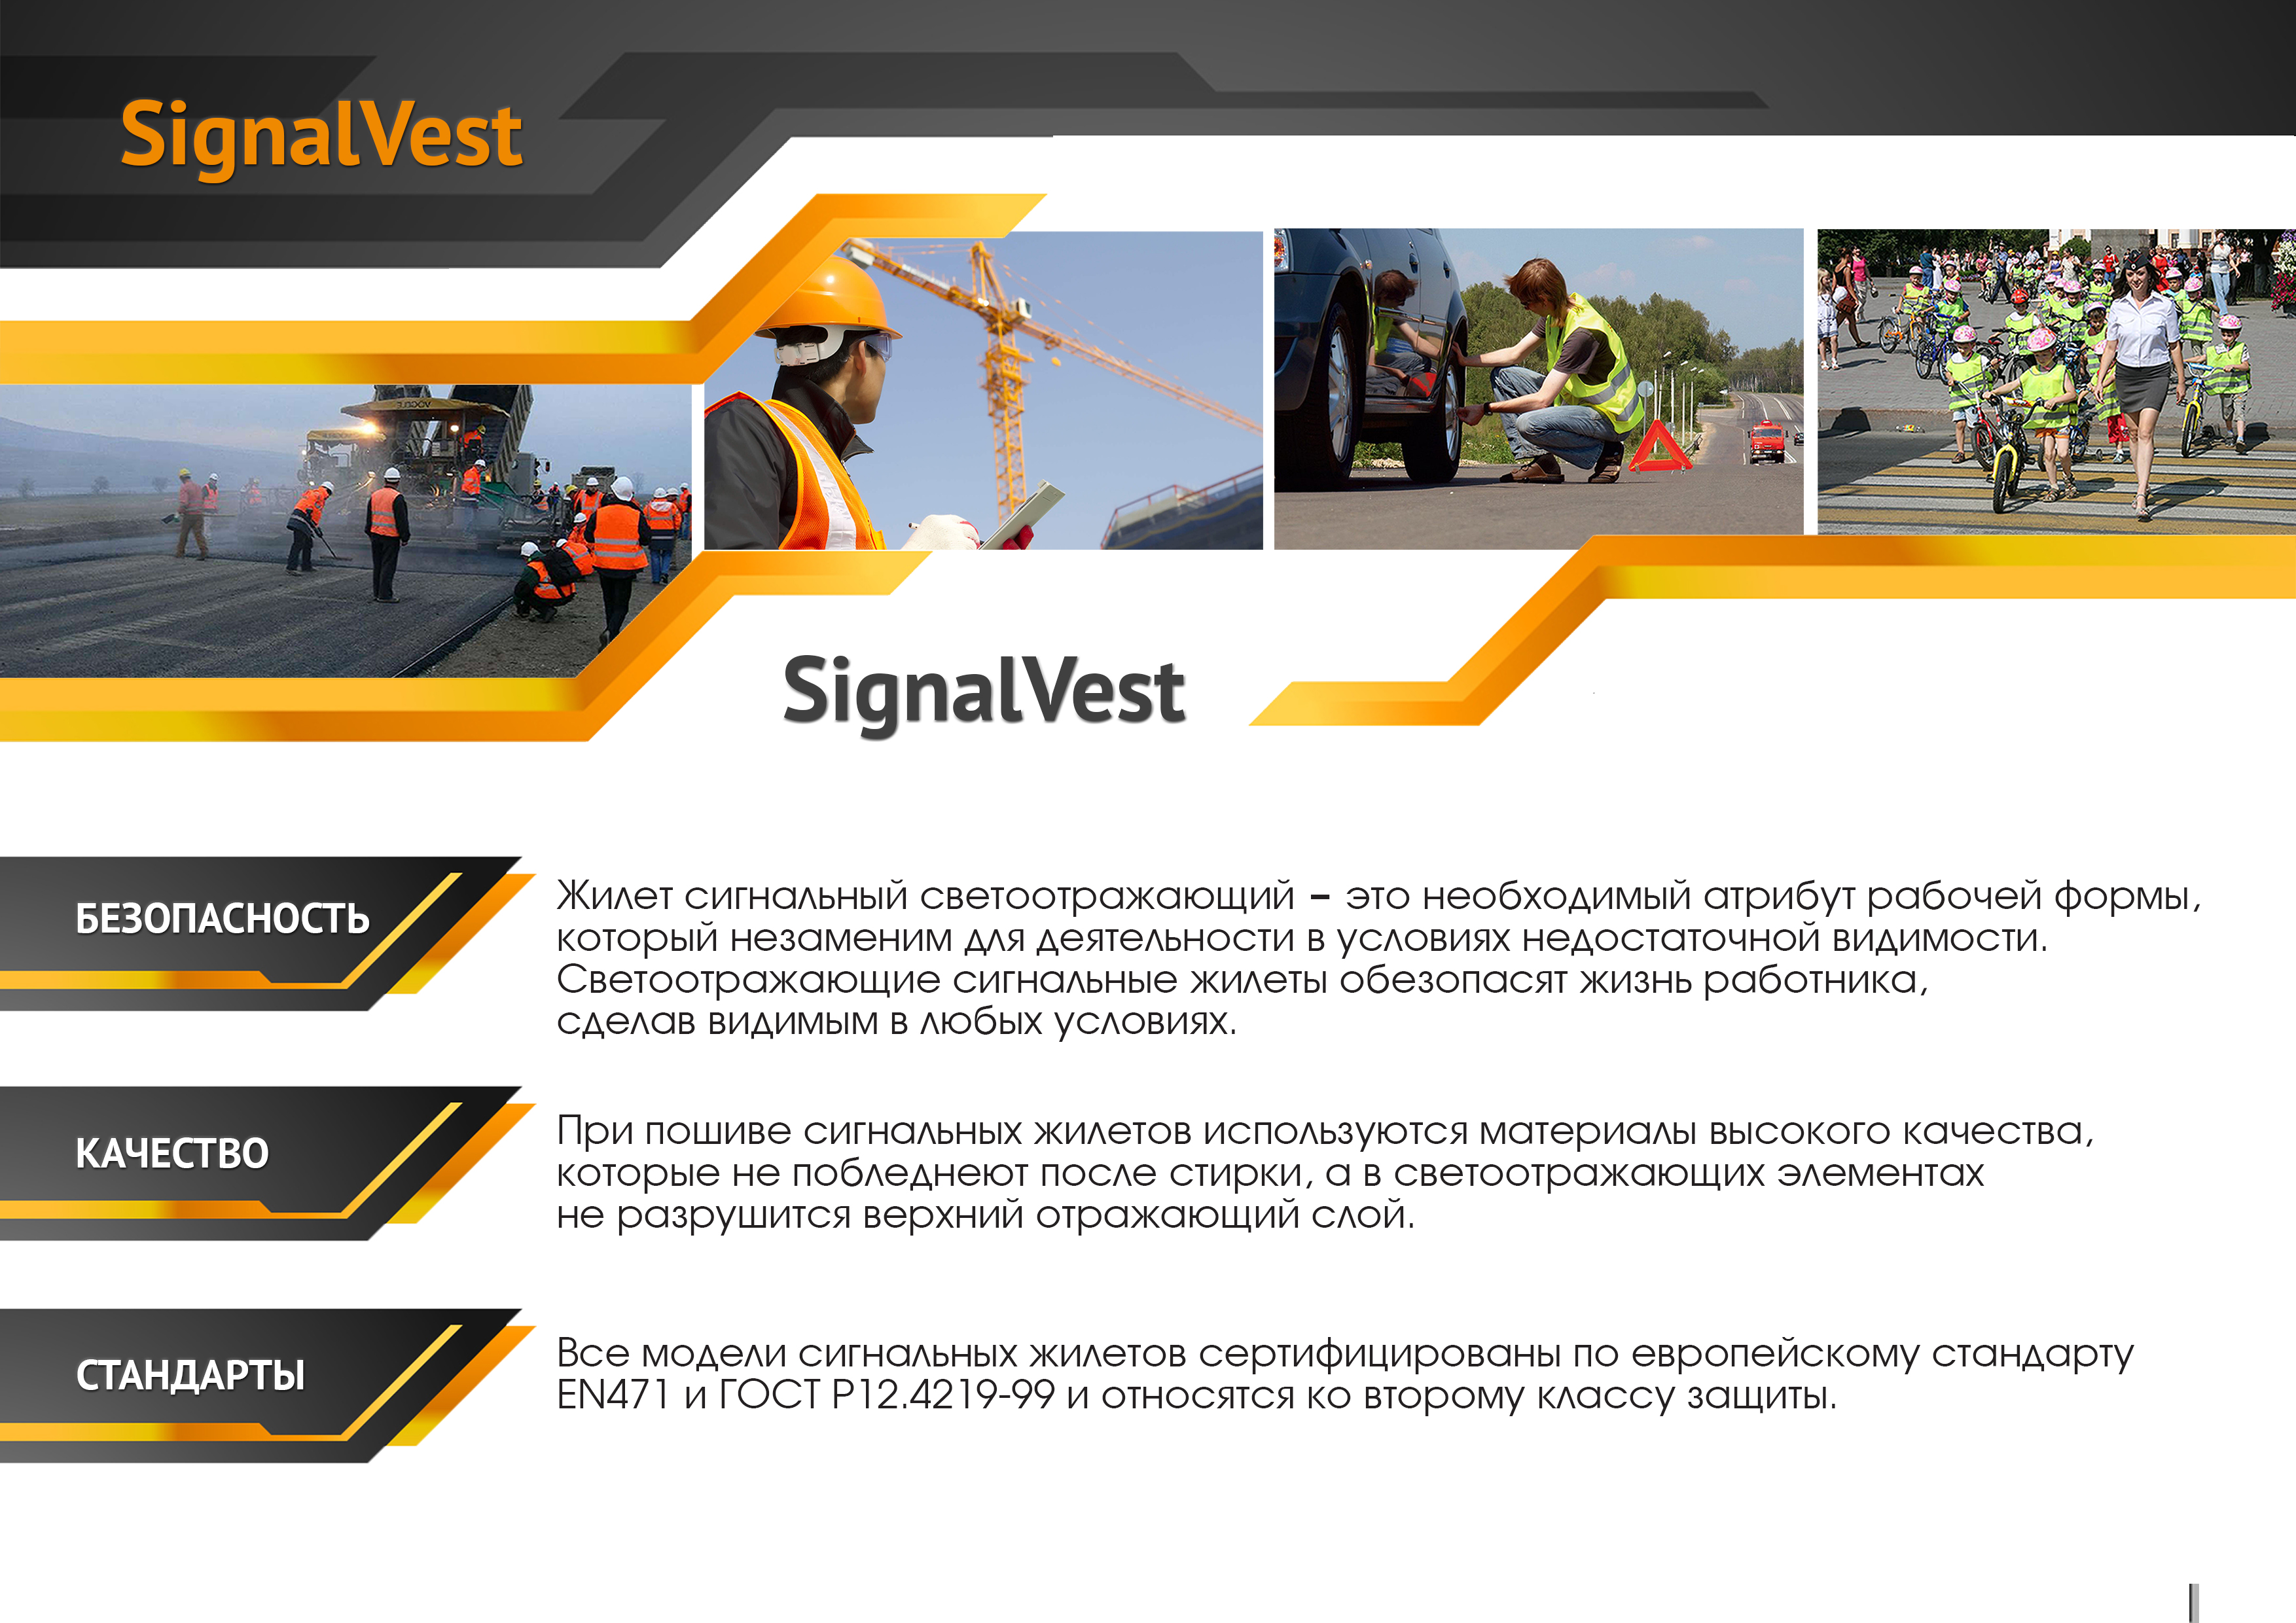 SignalVest
SignalVest
БЕЗОПАСНОСТЬ
Жилет сигнальный светоотражающий – это необходимый атрибут рабочей формы,
который незаменим для деятельности в условиях недостаточной видимости.
Светоотражающие сигнальные жилеты обезопасят жизнь работника,
сделав видимым в любых условиях.
КАЧЕСТВО
При пошиве сигнальных жилетов используются материалы высокого качества,
которые не побледнеют после стирки, а в светоотражающих элементах
не разрушится верхний отражающий слой.
СТАНДАРТЫ
Все модели сигнальных жилетов сертифицированы по европейскому стандарту
EN471 и ГОСТ Р12.4219-99 и относятся ко второму классу защиты.